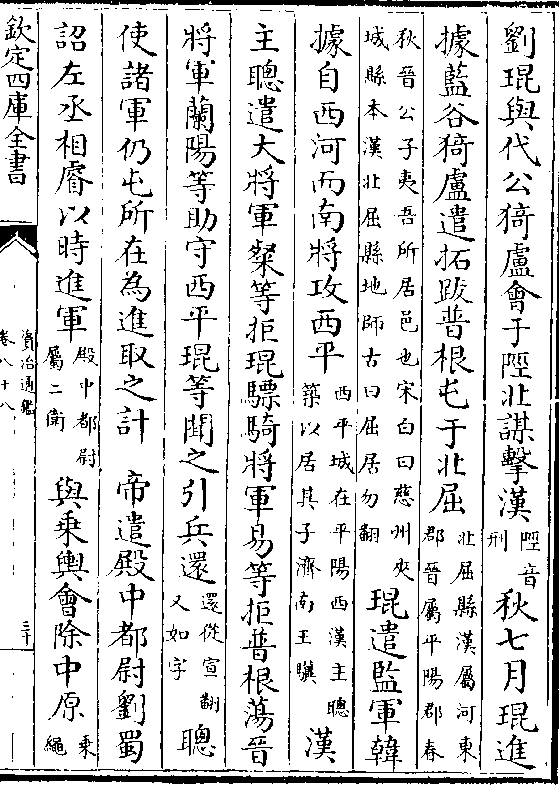 劉琨與代公猗盧會于陘北謀擊漢陘音刑秋七月琨進
據藍谷猗盧遣拓跋普根屯于北屈北屈縣漢屬河東郡晉屬平陽郡春
秋晉公子夷吾所居邑也宋白曰慈州夾城縣本漢北屈縣地師古曰屈居勿翻琨遣監軍韓
據自西河而南將攻西平西平城在平陽西漢主聰築以居其子濟南王驥漢
主聰遣大將軍粲等拒琨驃騎將軍易等拒普根蕩晉
將軍蘭陽等助守西平琨等聞之引兵還還從宣翻又如字聰
使諸軍仍屯所在為進取之計 帝遣殿中都尉劉蜀
詔左丞相睿以時進軍殿中都尉屬二衛與乘輿會除中原乘繩
欽定四庫全書
資治通鑑
卷八十八
三十